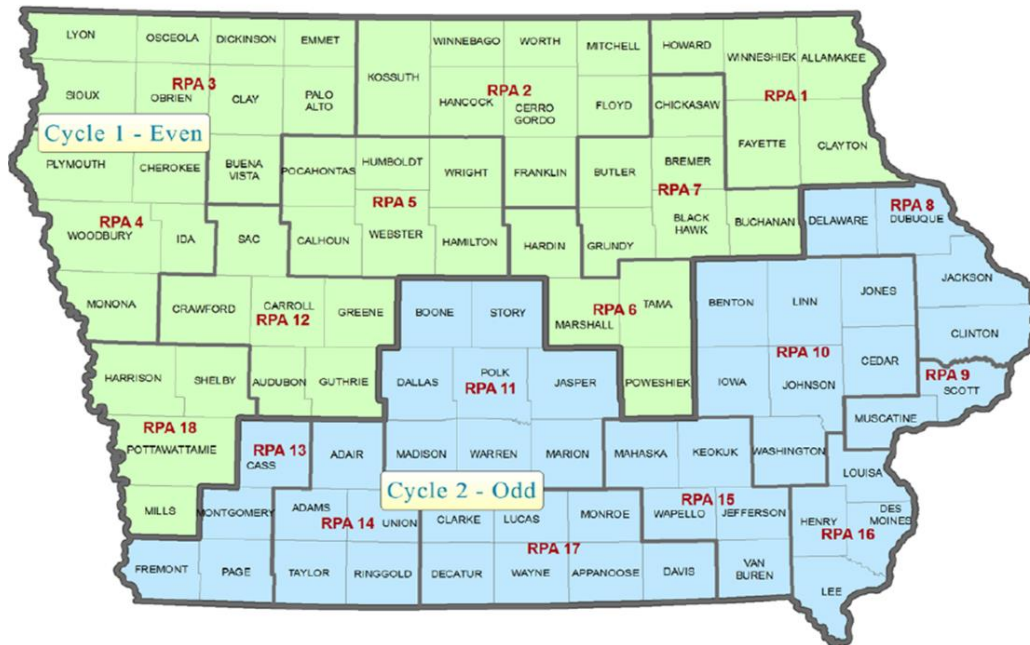 LYON
OSCEOLA
DICKINSON
EMMET
KOSSUTH
WINNEBAGO
WORTH
MITCHELL
HOWARD
WINNESHIEK
ALLAMAKEE
SIOUX
RPA 3
OBRIEN
CLAY
PALO
ALTO
RPA 2
HANCOCK
CERRO
GORDO
FLOYD
CHICKASAW
RPA 1
Cycle 1 - Even
FAYETTE
CLAYTON
PLYMOUTH
CHEROKEE
BUENA
VISTA
POCAHONTAS
HUMBOLDT
WRIGHT
FRANKLIN
BUTLER
BREMER
RPA 7
RPA 4
WOODBURY
IDA
SAC
CALHOUN
RPA 5
WEBSTER
HAMILTON
HARDIN
GRUNDY
BLACK
HAWK
BUCHANAN
DELAWARE
RPA 8
DUBUQUE
MONONA
CRAWFORD
CARROLL
RPA 12
GREENE
BOONE
STORY
MARSHALL
RPA 6
TAMA
BENTON
LINN
JONES
JACKSON
CLINTON
HARRISON
SHELBY
AUDUBON
GUTHRIE
DALLAS
POLK
RPA 11
JASPER
POWESHIEK
IOWA
RPA 10
JOHNSON
CEDAR
RPA 9
SCOTT
MUSCATINE
RPA 18
POTTAWATTAMIE
RPA 13
CASS
ADAIR
MADISON
WARREN
MARION
MAHASKA
KEOKUK
WASHINGTON
LOUISA
Cycle 2 - Odd
MILLS
MONTGOMERY
ADAMS
RPA 14
UNION
CLARKE
LUCAS
MONROE
RPA 15
WAPELLO
JEFFERSON
HENRY
RPA 16
DES
MOINES
RPA 17
FREMONT
PAGE
TAYLOR
RINGGOLD
DECATUR
WAYNE
APPANOOSE
DAVIS
VAN
BUREN
LEE